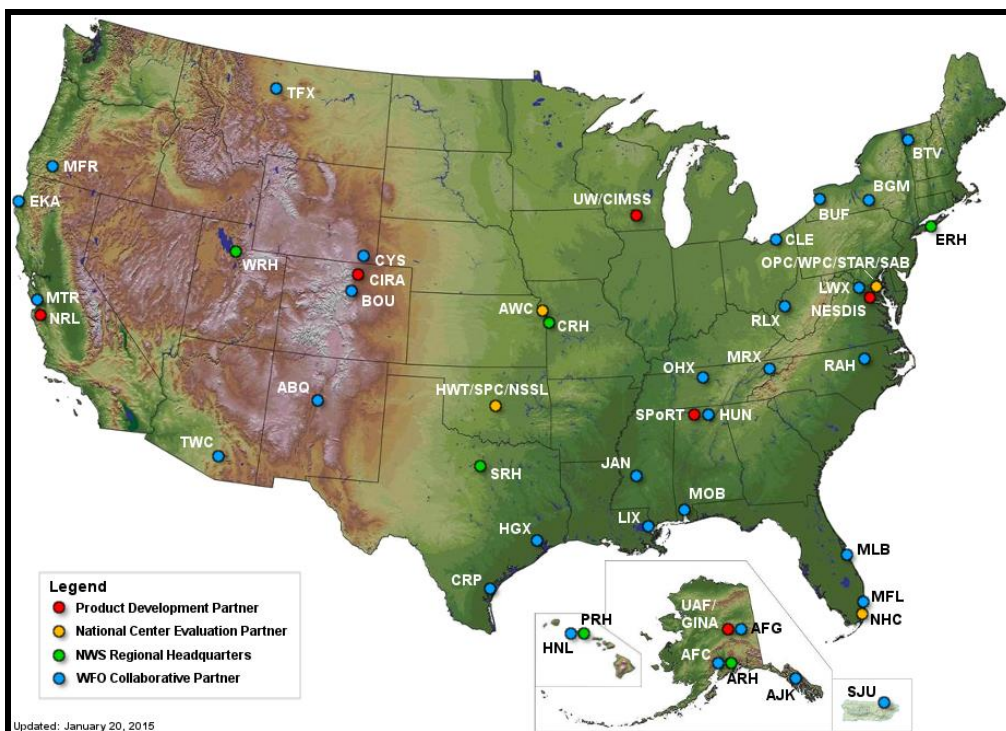 TFX
BTV
MFR
BGM
UW/CIMSS
EKA
BUF
CLE
ERH
WRH
CYS
OPC/WPC/STAR/SAB
CIRA
LWX
BOU
MTR
NESDIS
AWC
RLX
NRL
CRH
MRX
RAH
OHX
HWT/SPC/NSSL
ABQ
SPoRT
HUN
TWC
SRH
JAN
MOB
LIX
HGX
MLB
CRP
Legend
Product Development Partner
National Center Evaluation Partner
NWS Regional Headquarters
WFO Collaborative Partner
MFL
NHC
UAF/
GINA
AFG
PRH
HNL
AFC
ARH
AJK
SJU
Updated: January 20, 2015